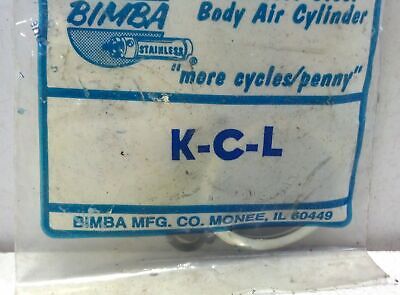 BIMBA
STAINLESS
Body Air Cylinder
"more cycles/penny"
K-C-L
BIMBA MFG. CO. MONEE, IL 60449